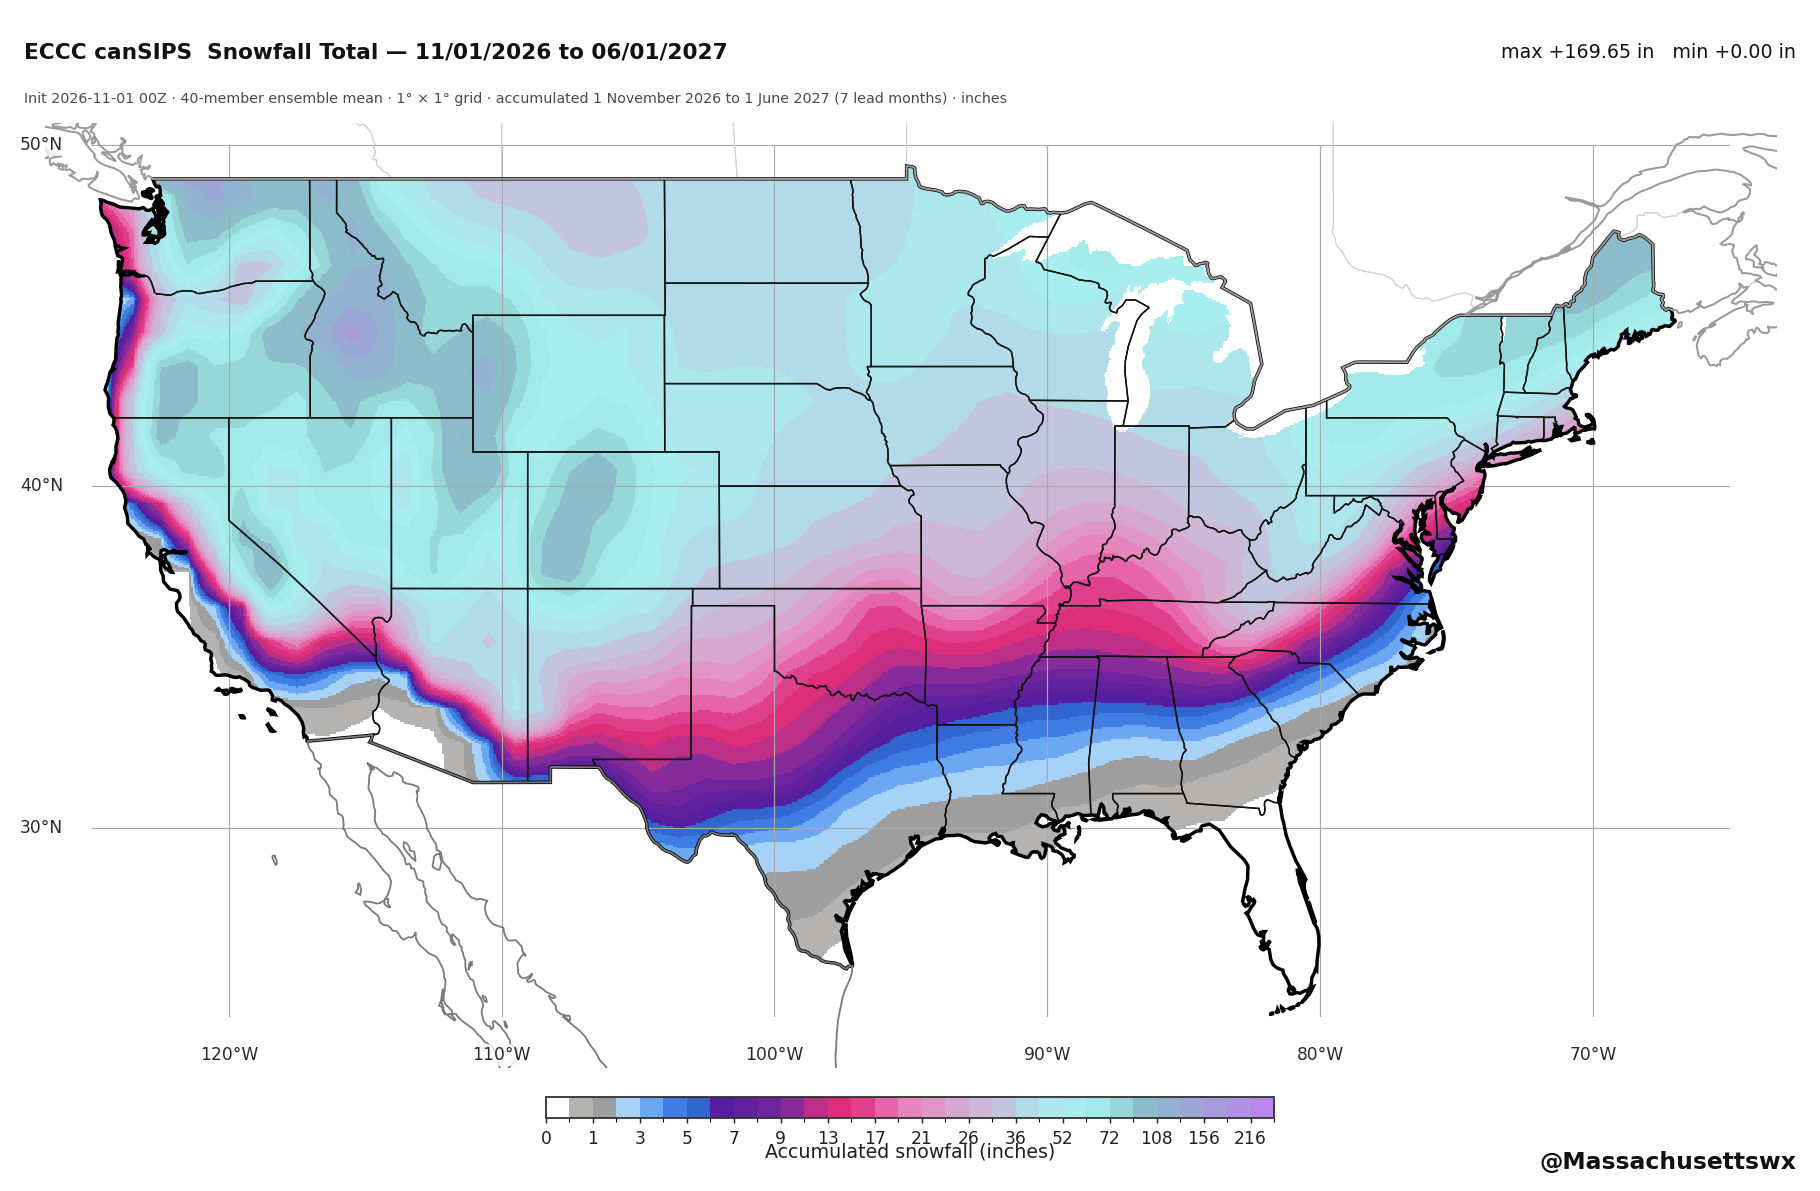 ECCC canSIPS  Snowfall Total — 11/01/2026 to 06/01/2027
max +169.65 in   min +0.00 in
Init 2026-11-01 00Z · 40-member ensemble mean · 1° × 1° grid · accumulated 1 November 2026 to 1 June 2027 (7 lead months) · inches
50°N
40°N
30°N
120°W 110°W 100°W 90°W 80°W 70°W
0 1 3 5 7 9 13 17 21 26 36 52 72 108 156 216
Accumulated snowfall (inches)
@Massachusettswx